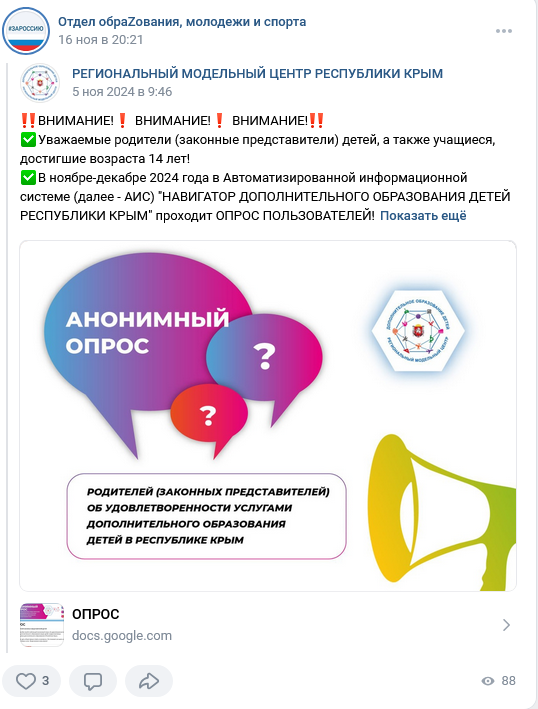 #ZAРОССИЮ
Отдел обраZования, молодежи и спорта
16 ноя в 20:21
РЕГИОНАЛЬНЫЙ МОДЕЛЬНЫЙ ЦЕНТР РЕСПУБЛИКИ КРЫМ
5 ноя 2024 в 9:46
‼️ВНИМАНИЕ!❗ ВНИМАНИЕ!❗ ВНИМАНИЕ!‼️
✅Уважаемые родители (законные представители) детей, а также учащиеся,
достигшие возраста 14 лет!
✅В ноябре-декабре 2024 года в Автоматизированной информационной
системе (далее - АИС) "НАВИГАТОР ДОПОЛНИТЕЛЬНОГО ОБРАЗОВАНИЯ ДЕТЕЙ
РЕСПУБЛИКИ КРЫМ" проходит ОПРОС ПОЛЬЗОВАТЕЛЕЙ! Показать ещё
АНОНИМНЫЙ
ОПРОС
?
?
ДОПОЛНИТЕЛЬНОЕ ОБРАЗОВАНИЕ ДЕТЕЙ
РЕГИОНАЛЬНЫЙ МОДЕЛЬНЫЙ ЦЕНТР
РОДИТЕЛЕЙ (ЗАКОННЫХ ПРЕДСТАВИТЕЛЕЙ)
ОБ УДОВЛЕТВОРЕННОСТИ УСЛУГАМИ
ДОПОЛНИТЕЛЬНОГО ОБРАЗОВАНИЯ
ДЕТЕЙ В РЕСПУБЛИКЕ КРЫМ
ОПРОС
docs.google.com
3
88